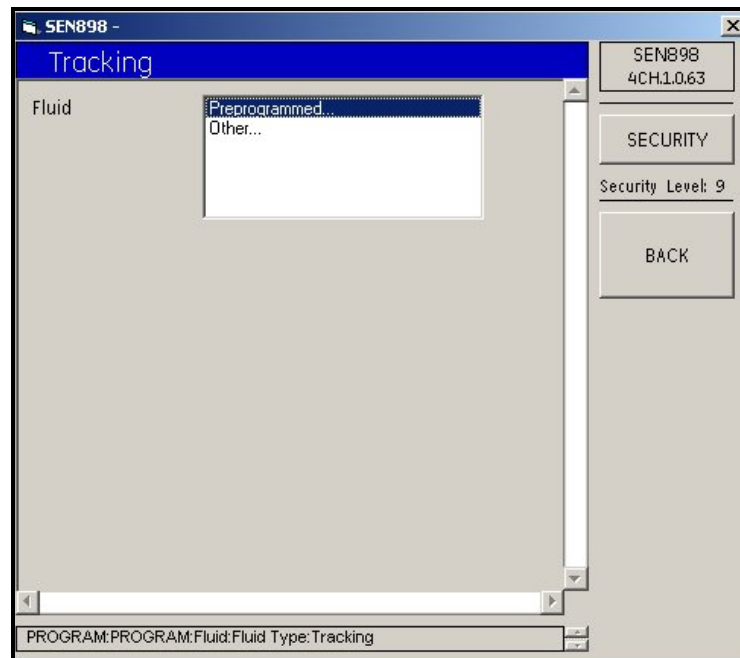 SEN898 -
Tracking
Fluid
Preprogrammed...
Other...
SEN898
4CH.1.0.63
SECURITY
Security Level: 9
BACK
PROGRAM:PROGRAM:Fluid:Fluid Type:Tracking